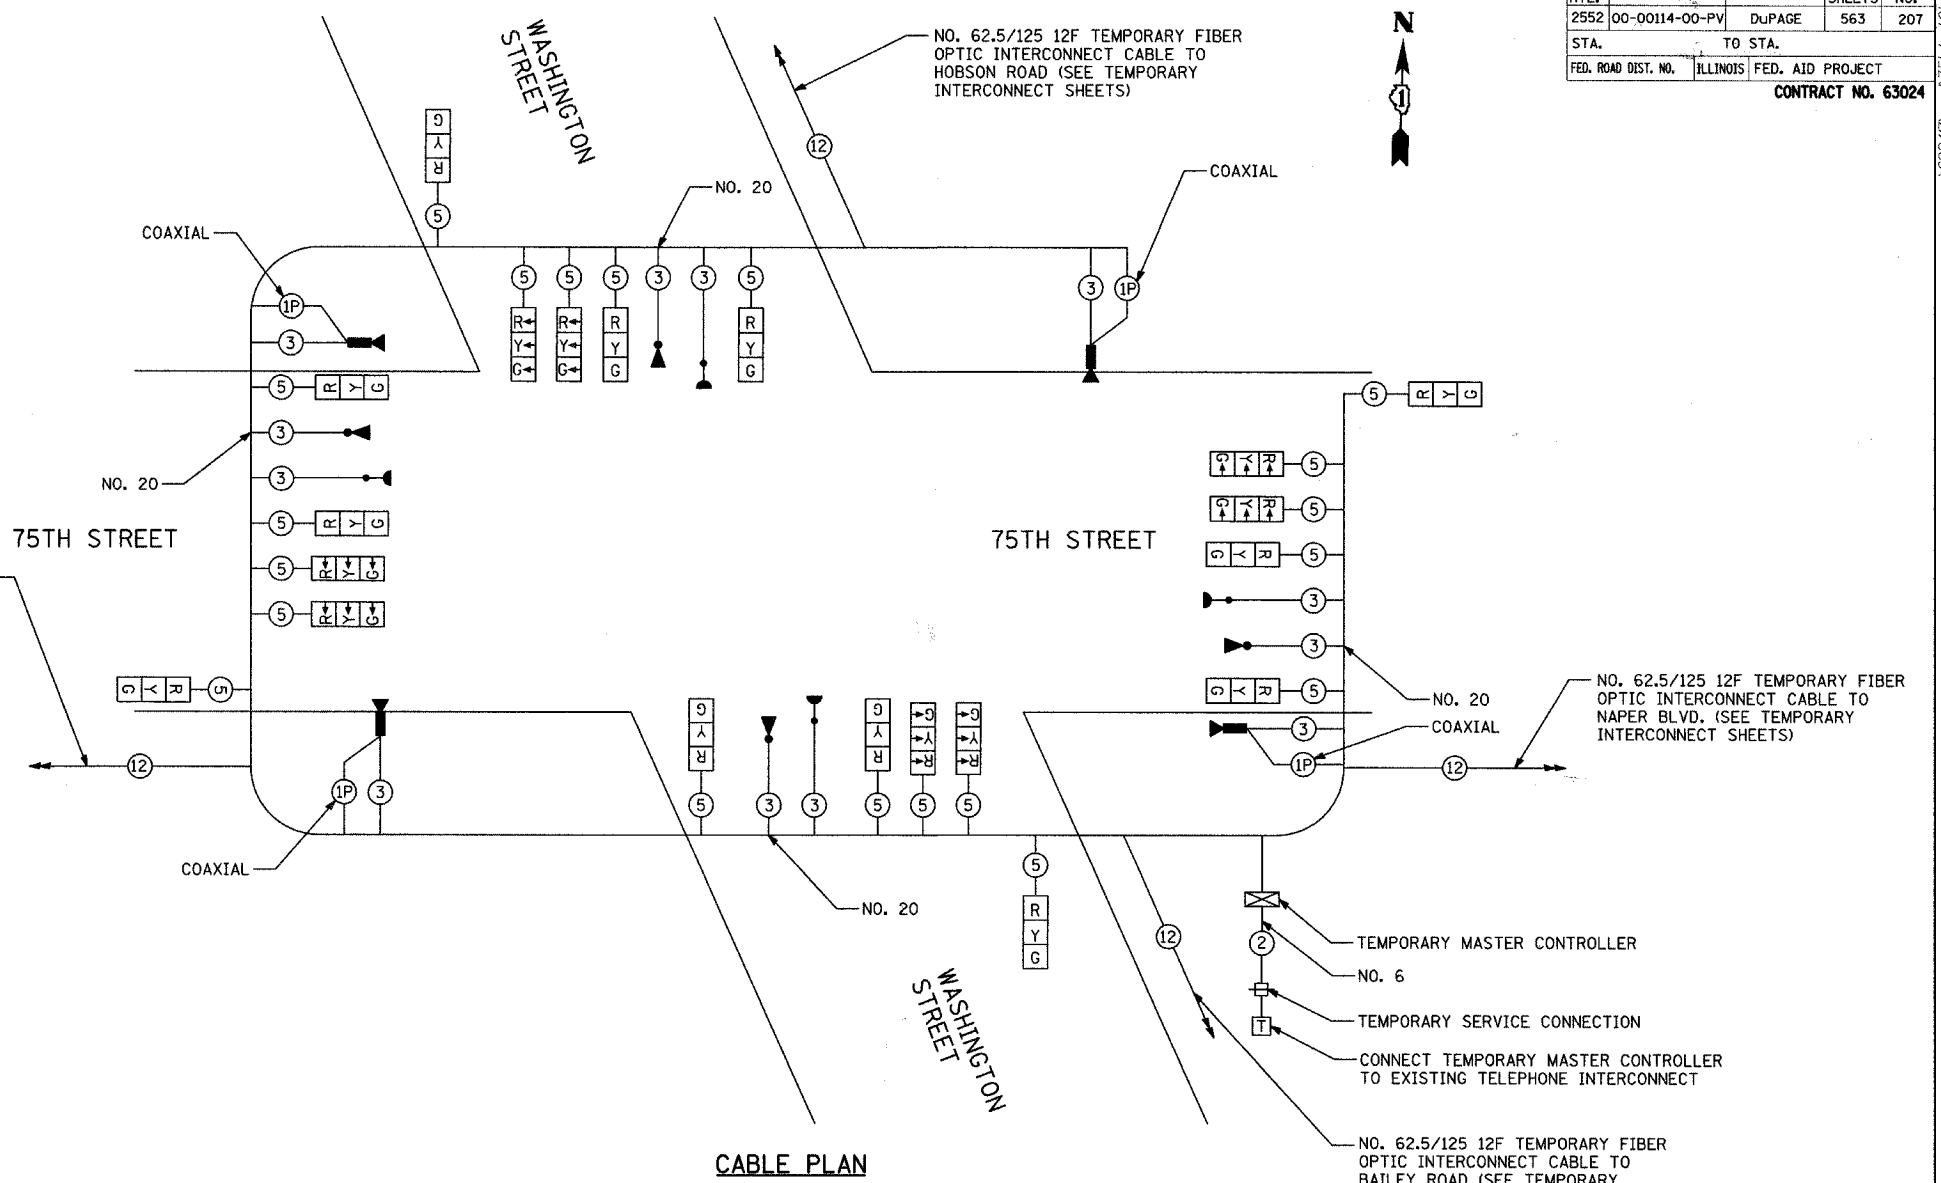 SHEETS NO.
2552 00-00114-00-PV DuPAGE 563 207
STA. TO STA.
FED. ROAD DIST. NO. ILLINOIS FED. AID PROJECT
CONTRACT NO. 63024
N
1
WASHINGTON
STREET
NO. 62.5/125 12F TEMPORARY FIBER
OPTIC INTERCONNECT CABLE TO
HOBSON ROAD (SEE TEMPORARY
INTERCONNECT SHEETS)
12
G Y R
5
NO. 20
COAXIAL
COAXIAL
5 5 5 3 3 5
R Y G
R Y G
R Y G
R Y G
3 1P
1P
3
5 R Y G
3
NO. 20
3
5 R Y G
5 R Y G
5 R Y G
75TH STREET
G Y R 5
12
1P 3
COAXIAL
75TH STREET
5 R Y G
G Y R 5
G Y R 5
G Y R 5
3
3
NO. 20
G Y R 5
3
COAXIAL
1P
12
NO. 62.5/125 12F TEMPORARY FIBER
OPTIC INTERCONNECT CABLE TO
NAPER BLVD. (SEE TEMPORARY
INTERCONNECT SHEETS)
G Y R
G Y R
G Y R
G Y R
5 3 3 5 5 5
NO. 20
5
R Y G
12
WASHINGTON
STREET
TEMPORARY MASTER CONTROLLER
2
NO. 6
TEMPORARY SERVICE CONNECTION
T
CONNECT TEMPORARY MASTER CONTROLLER
TO EXISTING TELEPHONE INTERCONNECT
NO. 62.5/125 12F TEMPORARY FIBER
OPTIC INTERCONNECT CABLE TO
BAILEY ROAD (SEE TEMPORARY
CABLE PLAN